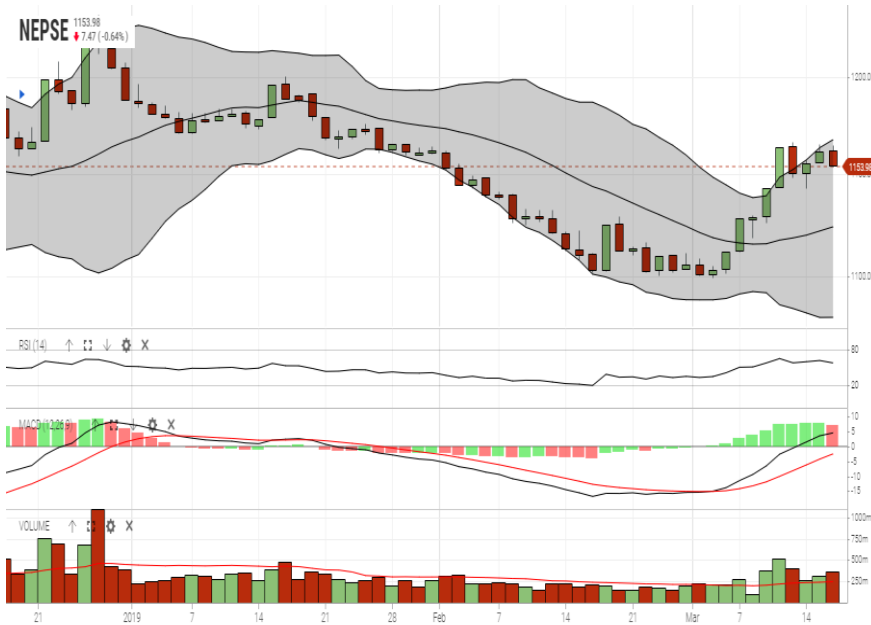 NEPSE 1153.98
7.47 (-0.64%)
1200.0
1153.98
1100.0
RSI (14)
80
20
MACD (12,26,9)
10
5
0
-5
-10
-15
VOLUME
1000m
750m
500m
250m
21 2019 7 14 21 28 Feb 7 14 21 Mar 7 14